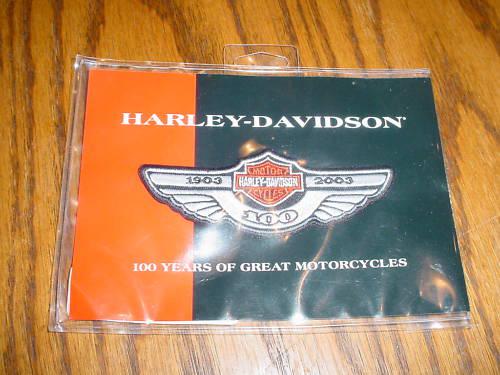 HARLEY-DAVIDSON®
MOTOR
1903 HARLEY-DAVIDSON 2003
CYCLES
100
100 YEARS OF GREAT MOTORCYCLES